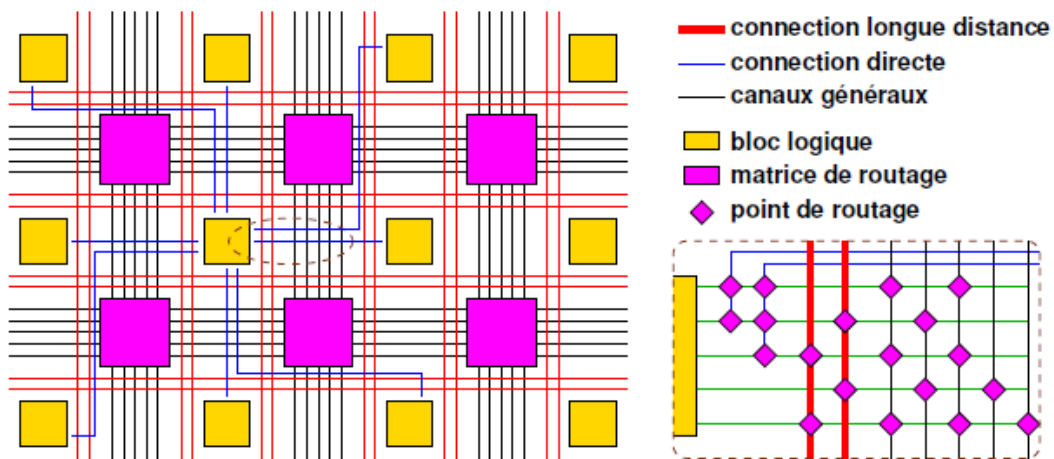 connection longue distance
connection directe
canaux généraux
bloc logique
matrice de routage
point de routage